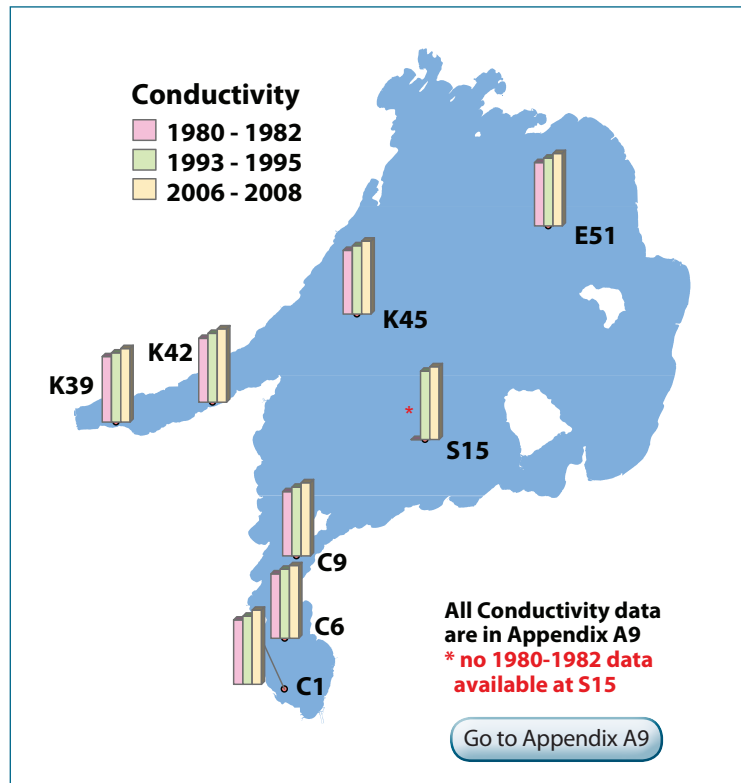 Conductivity
1980 - 1982
1993 - 1995
2006 - 2008
E51
K45
K42
K39
S15
*
C9
C6
C1
All Conductivity data
are in Appendix A9
* no 1980-1982 data
available at S15
Go to Appendix A9